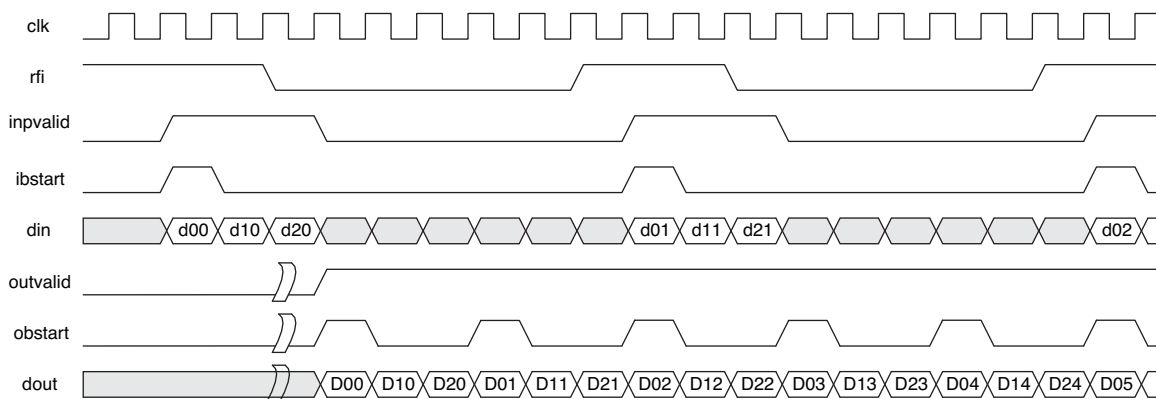 clk
rfi
inpvalid
ibstart
din d00 d10 d20 d01 d11 d21 d02
outvalid
obstart
dout D00 D10 D20 D01 D11 D21 D02 D12 D22 D03 D13 D23 D04 D14 D24 D05